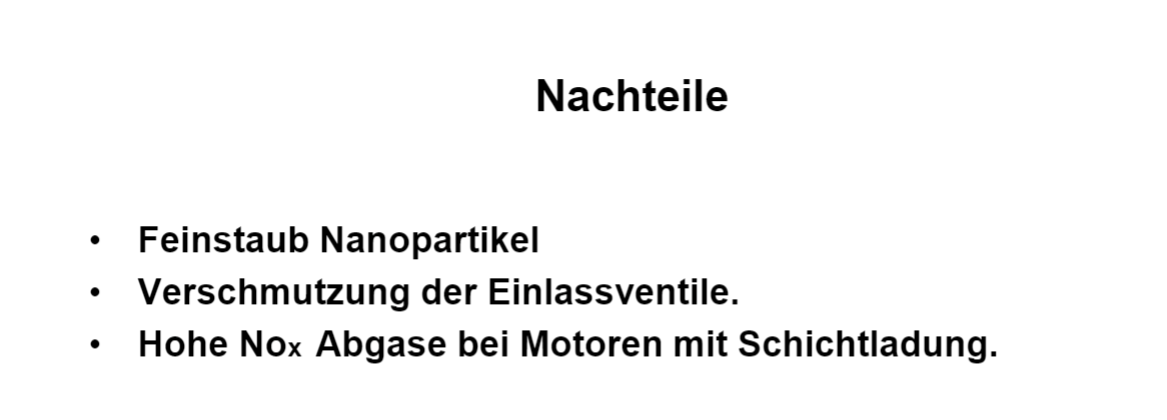 Nachteile
• Feinstaub Nanopartikel
• Verschmutzung der Einlassventile.
• Hohe Nox Abgase bei Motoren mit Schichtladung.